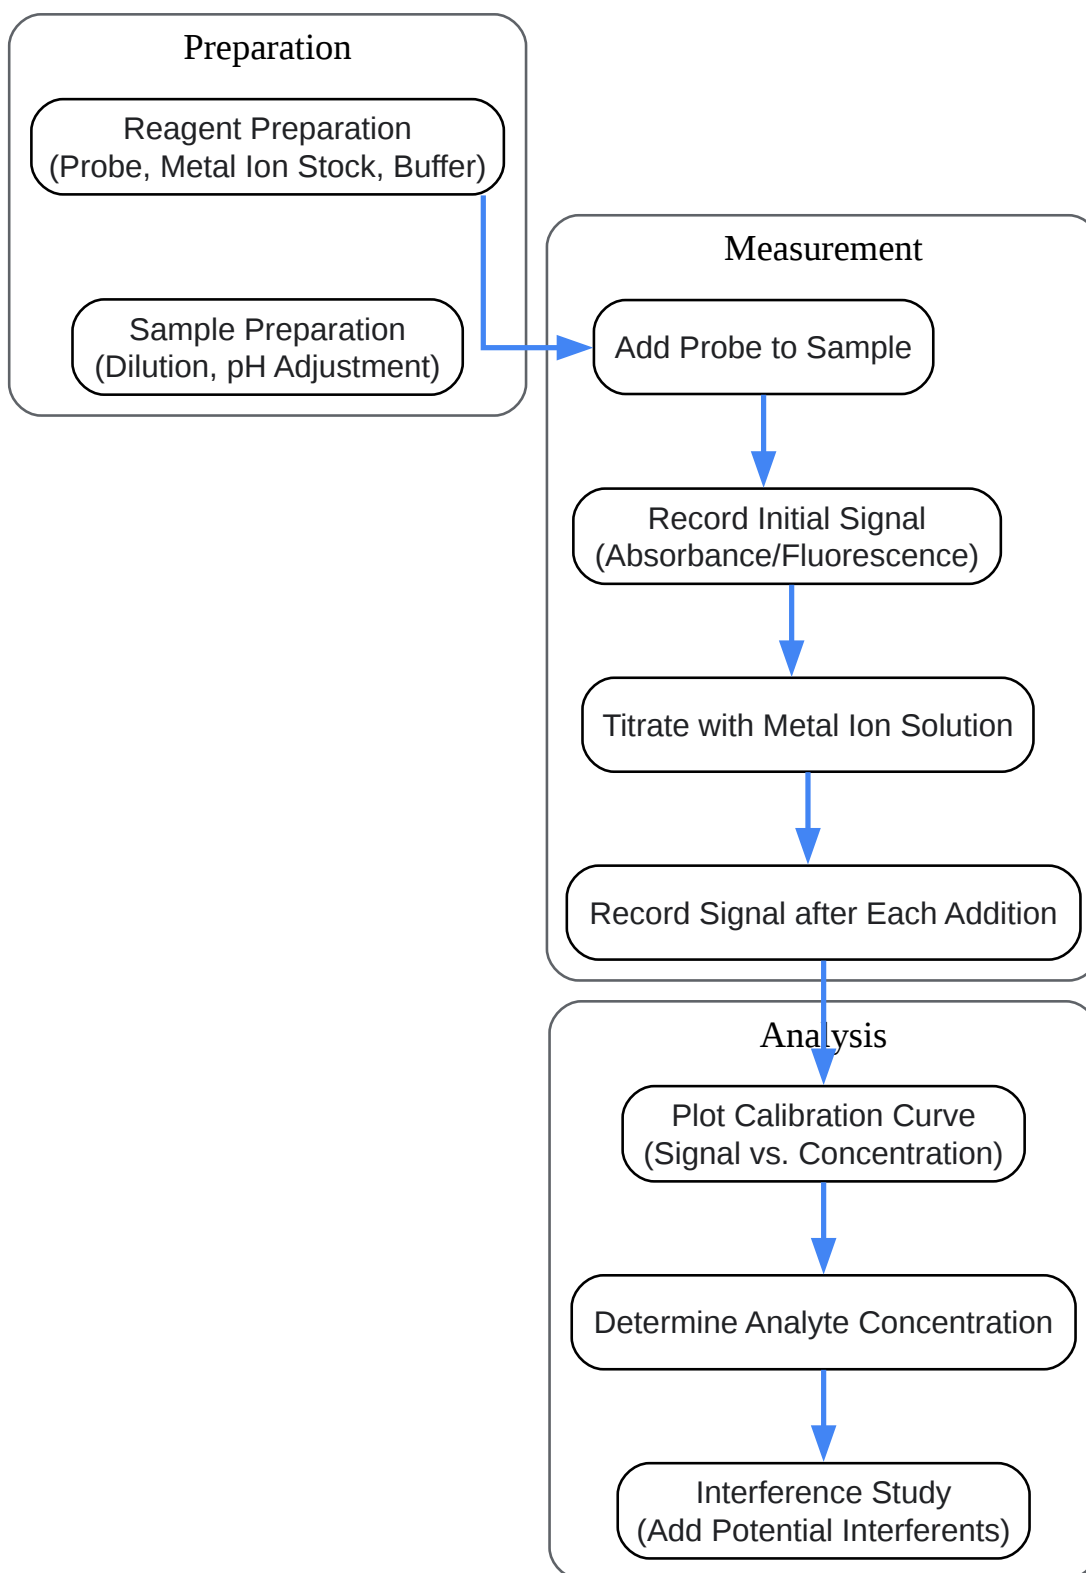 Preparation
Reagent Preparation
(Probe, Metal Ion Stock, Buffer)
Sample Preparation
(Dilution, pH Adjustment)
Measurement
Add Probe to Sample
Record Initial Signal
(Absorbance/Fluorescence)
Titrate with Metal Ion Solution
Record Signal after Each Addition
Analysis
Plot Calibration Curve
(Signal vs. Concentration)
Determine Analyte Concentration
Interference Study
(Add Potential Interferents)